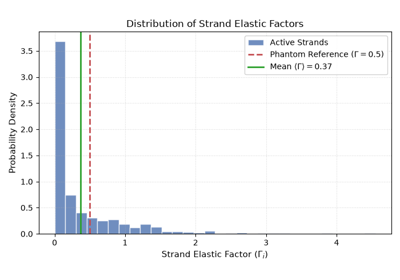 Distribution of Strand Elastic Factors
Active Strands
Phantom Reference (Γ = 0.5)
Mean ⟨Γ⟩ = 0.37
Probability Density
3.5
3.0
2.5
2.0
1.5
1.0
0.5
0.0
0 1 2 3 4
Strand Elastic Factor (Γᵢ)